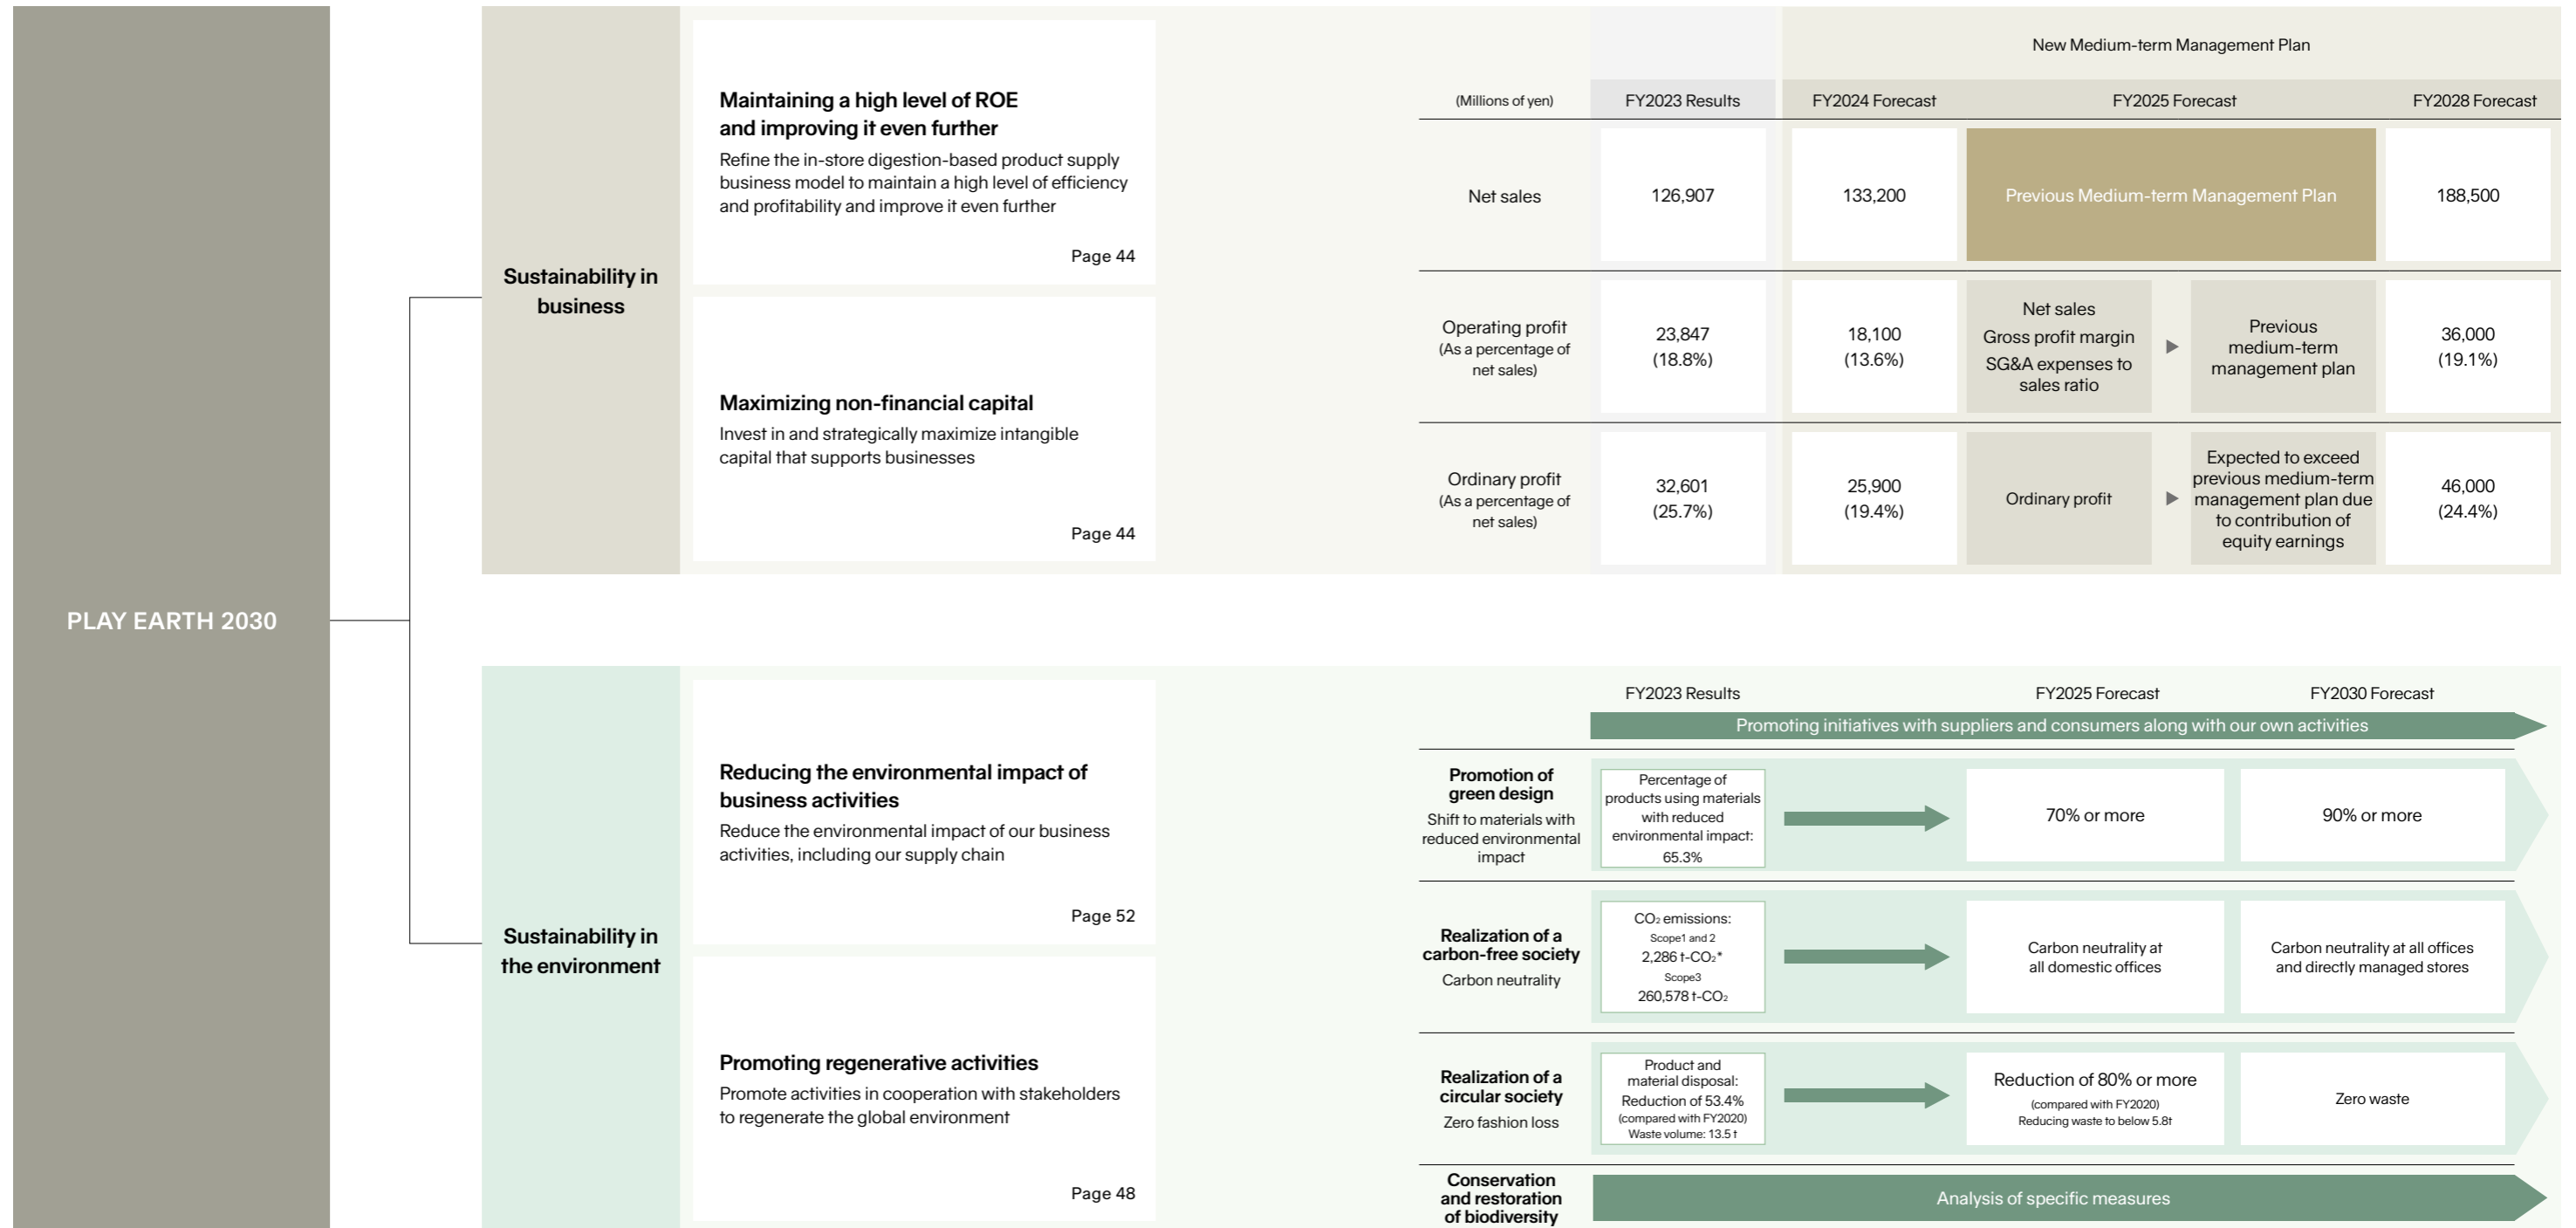 PLAY EARTH 2030
Sustainability in
business
Maintaining a high level of ROE
and improving it even further
Refine the in-store digestion-based product supply
business model to maintain a high level of efficiency
and profitability and improve it even further
Page 44
Maximizing non-financial capital
Invest in and strategically maximize intangible
capital that supports businesses
Page 44
New Medium-term Management Plan
(Millions of yen)
FY2023 Results
FY2024 Forecast
FY2025 Forecast
FY2028 Forecast
Net sales
126,907
133,200
Previous Medium-term Management Plan
188,500
Operating profit
(As a percentage of
net sales)
23,847
(18.8%)
18,100
(13.6%)
Net sales
Gross profit margin
SG&A expenses to
sales ratio
Previous
medium-term
management plan
36,000
(19.1%)
Ordinary profit
(As a percentage of
net sales)
32,601
(25.7%)
25,900
(19.4%)
Ordinary profit
Expected to exceed
previous medium-term
management plan due
to contribution of
equity earnings
46,000
(24.4%)
Sustainability in
the environment
Reducing the environmental impact of
business activities
Reduce the environmental impact of our business
activities, including our supply chain
Page 52
Promoting regenerative activities
Promote activities in cooperation with stakeholders
to regenerate the global environment
Page 48
FY2023 Results
FY2025 Forecast
FY2030 Forecast
Promoting initiatives with suppliers and consumers along with our own activities
Promotion of
green design
Shift to materials with
reduced environmental
impact
Percentage of
products using materials
with reduced
environmental impact:
65.3%
70% or more
90% or more
Realization of a
carbon-free society
Carbon neutrality
CO₂ emissions:
Scope1 and 2
2,286 t-CO₂*
Scope3
260,578 t-CO₂
Carbon neutrality at
all domestic offices
Carbon neutrality at all offices
and directly managed stores
Realization of a
circular society
Zero fashion loss
Product and
material disposal:
Reduction of 53.4%
(compared with FY2020)
Waste volume: 13.5 t
Reduction of 80% or more
(compared with FY2020)
Reducing waste to below 5.8t
Zero waste
Conservation
and restoration
of biodiversity
Analysis of specific measures